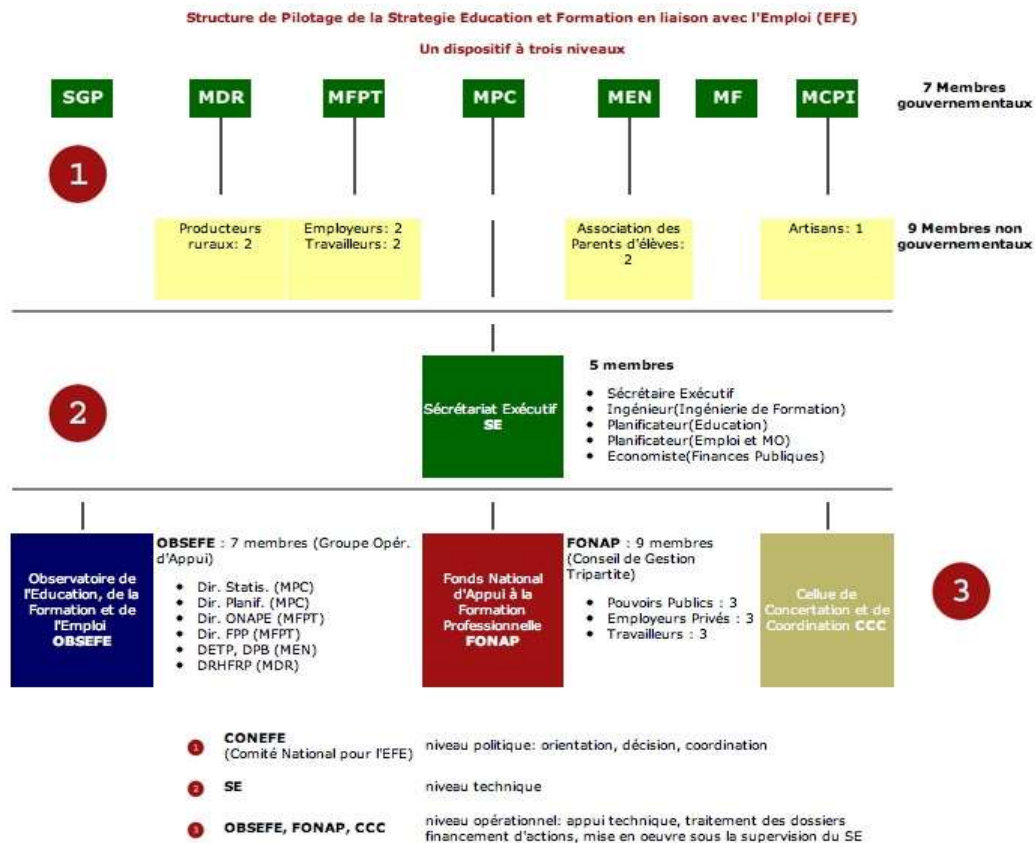 Structure de Pilotage de la Strategie Education et Formation en liaison avec l'Emploi (EFE)
Un dispositif à trois niveaux
SGP
MDR
MFPT
MPC
MEN
MF
MCPI
7 Membres
gouvernementaux
1
Producteurs
ruraux: 2
Employeurs: 2
Travailleurs: 2
Association des
Parents d'élèves:
2
Artisans: 1
9 Membres non
gouvernementaux
2
Sécrétariat Exécutif
SE
5 membres
Sécrétaire Exécutif
Ingénieur(Ingénierie de Formation)
Planificateur(Education)
Planificateur(Emploi et MO)
Economiste(Finances Publiques)
Observatoire de
l'Education, de la
Formation et de
l'Emploi
OBSEFE
OBSEFE : 7 membres (Groupe Opér.
d'Appui)
Dir. Statis. (MPC)
Dir. Planif. (MPC)
Dir. ONAPE (MFPT)
Dir. FPP (MFPT)
DETP, DPB (MEN)
DRHFRP (MDR)
Fonds National
d'Appui à la
Formation
Professionnelle
FONAP
FONAP : 9 membres
(Conseil de Gestion
Tripartite)
Pouvoirs Publics : 3
Employeurs Privés : 3
Travailleurs : 3
Cellue de
Concertation et de
Coordination CCC
3
1 CONEFE
(Comité National pour l'EFE)
niveau politique: orientation, décision, coordination
2 SE
niveau technique
3 OBSEFE, FONAP, CCC
niveau opérationnel: appui technique, traitement des dossiers
financement d'actions, mise en oeuvre sous la supervision du SE